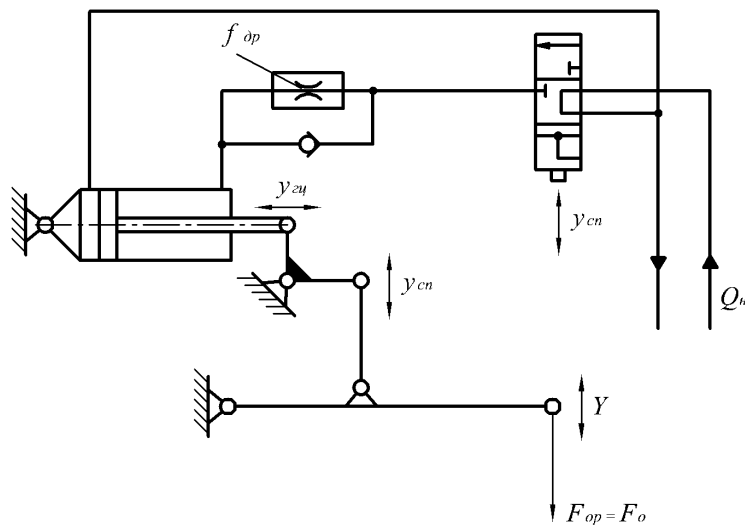 f др
y гц
y сп
y сп
Q н
Y
F ор = F о